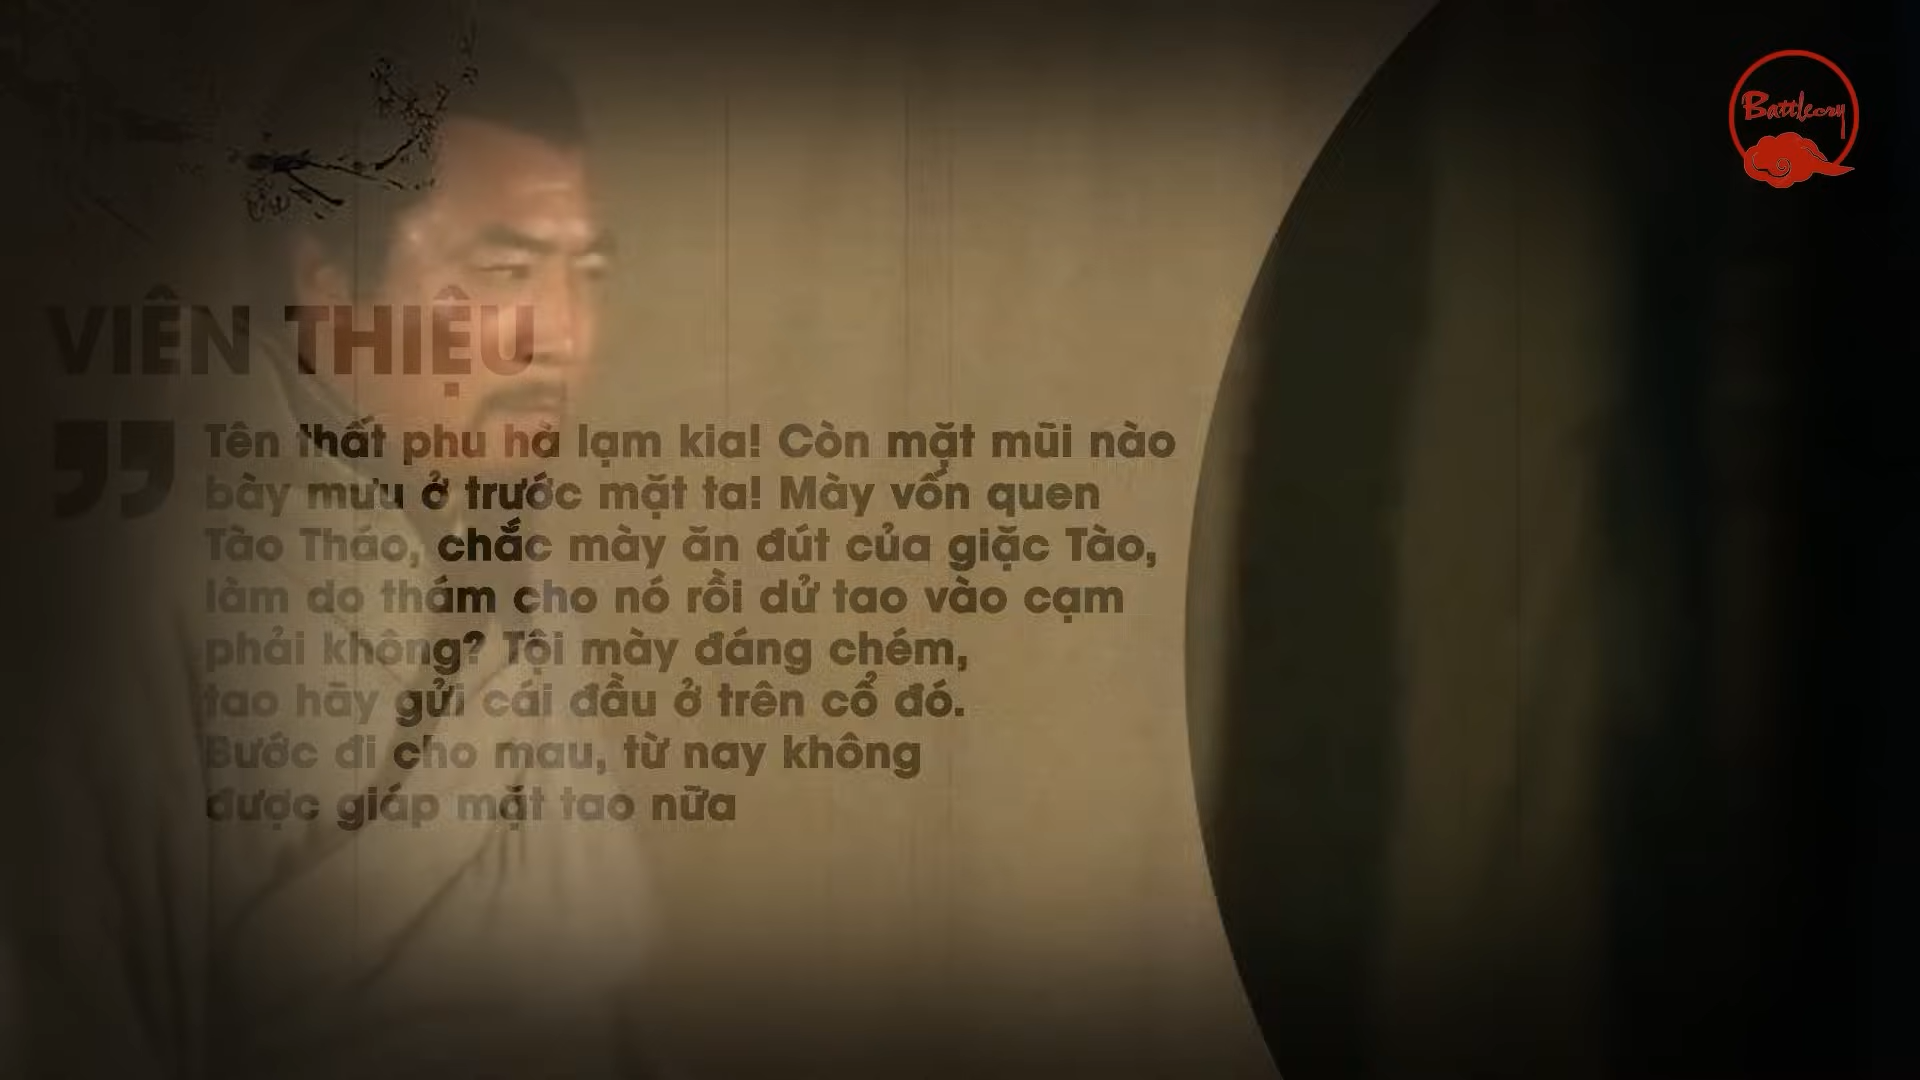 Battlecry
VIÊN THIỆU
” Tên thất phu hà lạm kia! Còn mặt mũi nào
bày mưu ở trước mặt ta! Mày vốn quen
Tào Tháo, chắc mày ăn đút của giặc Tào,
làm do thám cho nó rồi dử tao vào cạm
phải không? Tội mày đáng chém,
tao hãy gửi cái đầu ở trên cổ đó.
Bước đi cho mau, từ nay không
được giáp mặt tao nữa